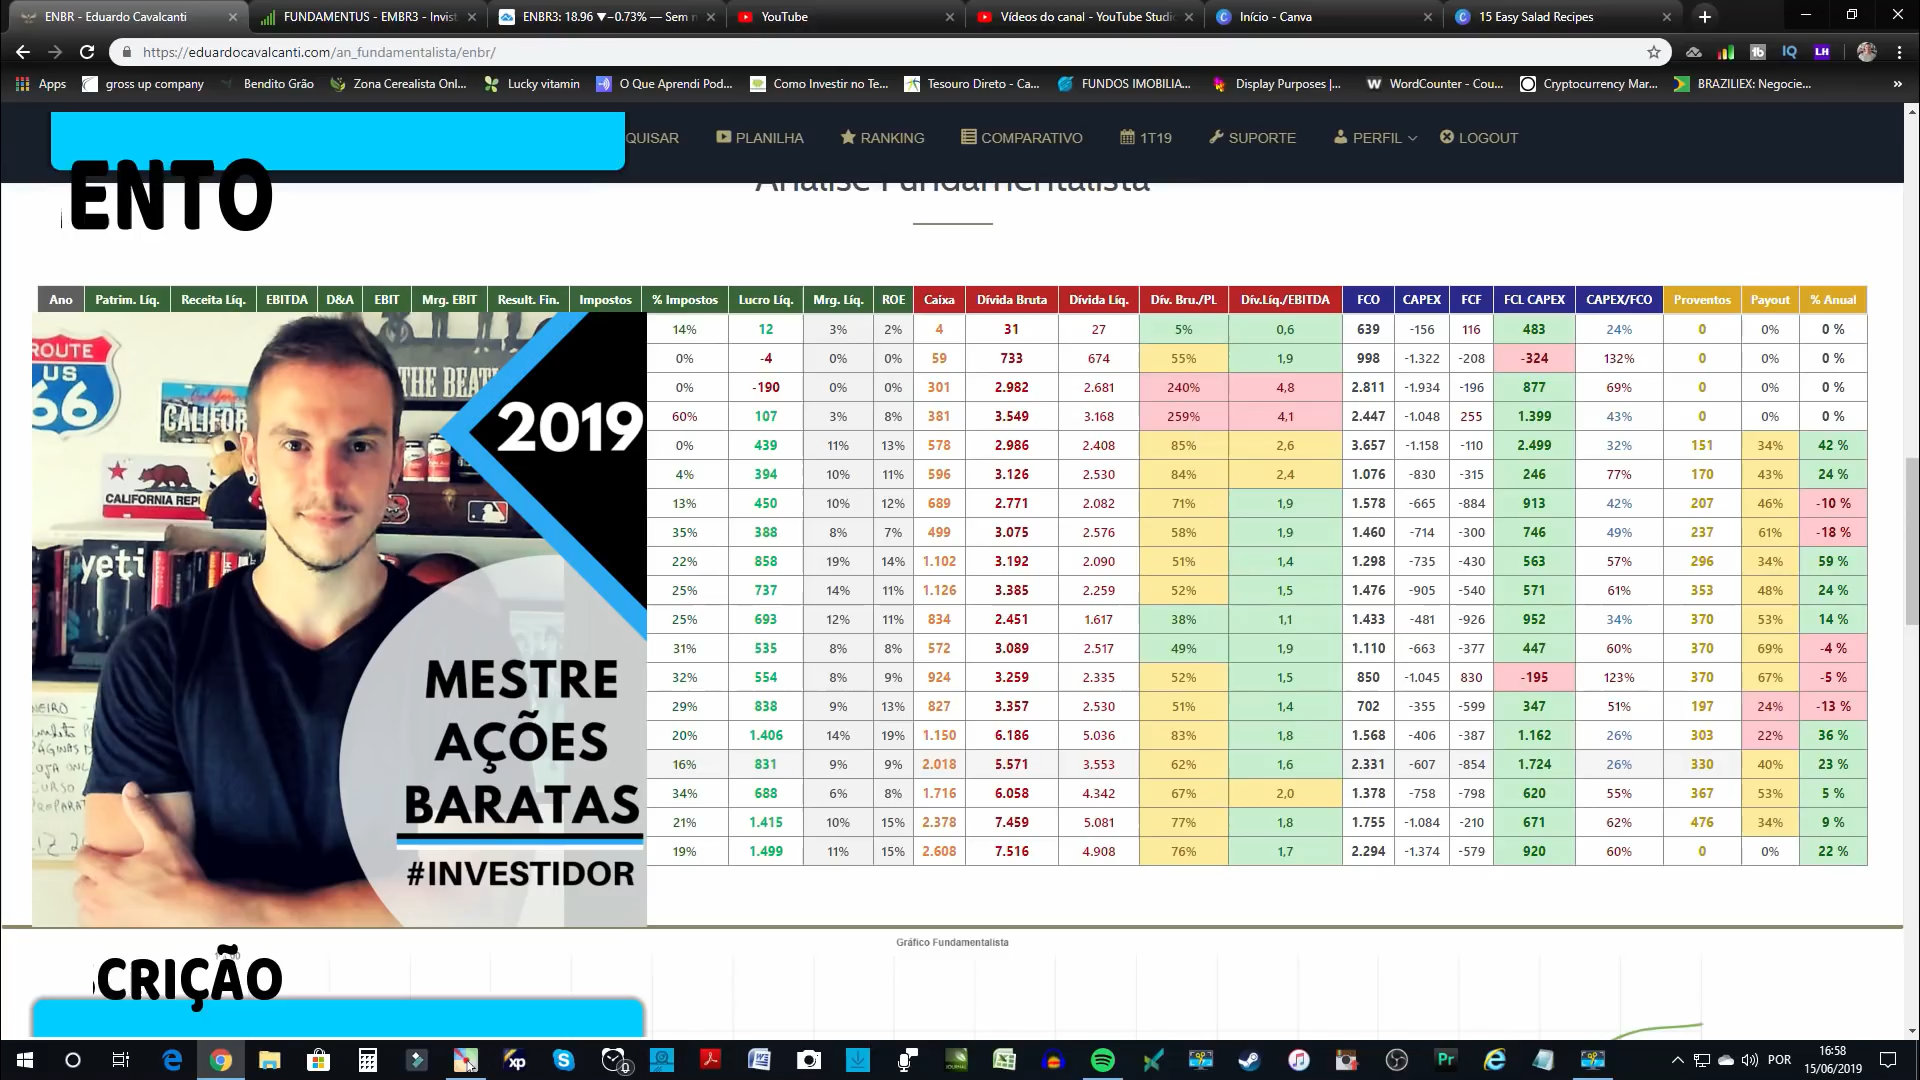 ENBR - Eduardo Cavalcanti
FUNDAMENTUS - EMBR3 - Invist
ENBR3: 18.96 ▼−0.73% — Sem n
YouTube
Vídeos do canal - YouTube Studio
Início - Canva
15 Easy Salad Recipes
https://eduardocavalcanti.com/an_fundamentalista/enbr/
Apps
gross up company
Bendito Grão
Zona Cerealista Onl...
Lucky vitamin
O Que Aprendi Pod...
Como Investir no Te...
Tesouro Direto - Ca...
FUNDOS IMOBILIA...
Display Purposes |...
WordCounter - Cou...
Cryptocurrency Mar...
BRAZILIEX: Negocie...
QUISAR PLANILHA RANKING COMPARATIVO 1T19 SUPORTE PERFIL LOGOUT
ENTO
Análise Fundamentalista
Ano Patrim. Líq. Receita Líq. EBITDA D&A EBIT Mrg. EBIT Result. Fin. Impostos % Impostos Lucro Líq. Mrg. Líq. ROE Caixa Dívida Bruta Dívida Líq. Dív. Bru./PL Dív.Líq./EBITDA FCO CAPEX FCF FCL CAPEX CAPEX/FCO Proventos Payout % Anual
14% 12 3% 2% 4 31 27 5% 0,6 639 -156 116 483 24% 0 0% 0 %
0% -4 0% 0% 59 733 674 55% 1,9 998 -1.322 -208 -324 132% 0 0% 0 %
0% -190 0% 0% 301 2.982 2.681 240% 4,8 2.811 -1.934 -196 877 69% 0 0% 0 %
60% 107 3% 8% 381 3.549 3.168 259% 4,1 2.447 -1.048 255 1.399 43% 0 0% 0 %
0% 439 11% 13% 578 2.986 2.408 85% 2,6 3.657 -1.158 -110 2.499 32% 151 34% 42 %
4% 394 10% 11% 596 3.126 2.530 84% 2,4 1.076 -830 -315 246 77% 170 43% 24 %
13% 450 10% 12% 689 2.771 2.082 71% 1,9 1.578 -665 -884 913 42% 207 46% -10 %
35% 388 8% 7% 499 3.075 2.576 58% 1,9 1.460 -714 -300 746 49% 237 61% -18 %
22% 858 19% 14% 1.102 3.192 2.090 51% 1,4 1.298 -735 -430 563 57% 296 34% 59 %
25% 737 14% 11% 1.126 3.385 2.259 52% 1,5 1.476 -905 -540 571 61% 353 48% 24 %
25% 693 12% 11% 834 2.451 1.617 38% 1,1 1.433 -481 -926 952 34% 370 53% 14 %
31% 535 8% 8% 572 3.089 2.517 49% 1,9 1.110 -663 -377 447 60% 370 69% -4 %
32% 554 8% 9% 924 3.259 2.335 52% 1,5 850 -1.045 830 -195 123% 370 67% -5 %
29% 838 9% 13% 827 3.357 2.530 51% 1,4 702 -355 -599 347 51% 197 24% -13 %
20% 1.406 14% 19% 1.150 6.186 5.036 83% 1,8 1.568 -406 -387 1.162 26% 303 22% 36 %
16% 831 9% 9% 2.018 5.571 3.553 62% 1,6 2.331 -607 -854 1.724 26% 330 40% 23 %
34% 688 6% 8% 1.716 6.058 4.342 67% 2,0 1.378 -758 -798 620 55% 367 53% 5 %
21% 1.415 10% 15% 2.378 7.459 5.081 77% 1,8 1.755 -1.084 -210 671 62% 476 34% 9 %
19% 1.499 11% 15% 2.608 7.516 4.908 76% 1,7 2.294 -1.374 -579 920 60% 0 0% 22 %
ROUTE
US
66
CALIFOR
THE BEAT
CALIFORNIA REPU
yeti
2019
MESTRE
AÇÕES
BARATAS
#INVESTIDOR
Gráfico Fundamentalista
CRIÇÃO
POR
16:58
15/06/2019